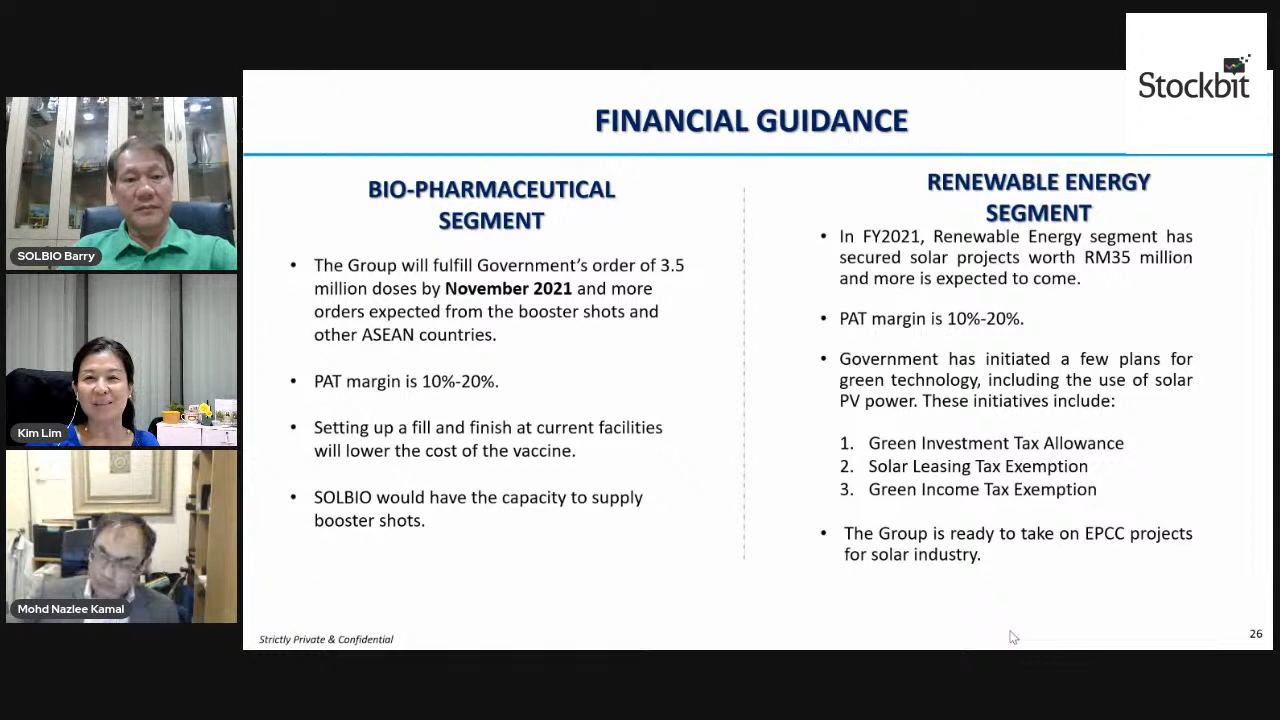 Stockbit
FINANCIAL GUIDANCE
BIO-PHARMACEUTICAL
SEGMENT
• The Group will fulfill Government's order of 3.5
million doses by November 2021 and more
orders expected from the booster shots and
other ASEAN countries.
• PAT margin is 10%-20%.
• Setting up a fill and finish at current facilities
will lower the cost of the vaccine.
• SOLBIO would have the capacity to supply
booster shots.
RENEWABLE ENERGY
SEGMENT
• In FY2021, Renewable Energy segment has
secured solar projects worth RM35 million
and more is expected to come.
• PAT margin is 10%-20%.
• Government has initiated a few plans for
green technology, including the use of solar
PV power. These initiatives include:
1. Green Investment Tax Allowance
2. Solar Leasing Tax Exemption
3. Green Income Tax Exemption
• The Group is ready to take on EPCC projects
for solar industry.
Strictly Private & Confidential
26
SOLBIO Barry
Kim Lim
Mohd Nazlee Kamal